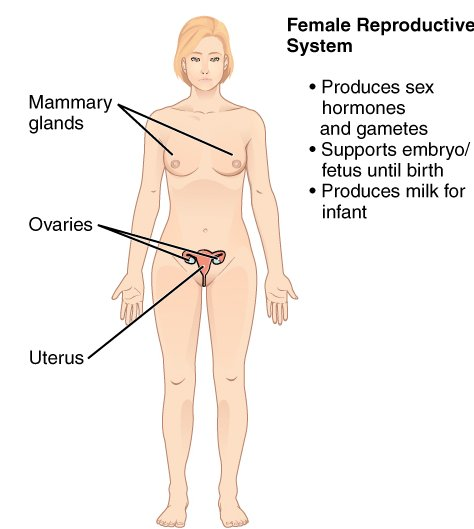 Female Reproductive
System
• Produces sex
hormones
and gametes
• Supports embryo/
fetus until birth
• Produces milk for
infant
Mammary
glands
Ovaries
Uterus